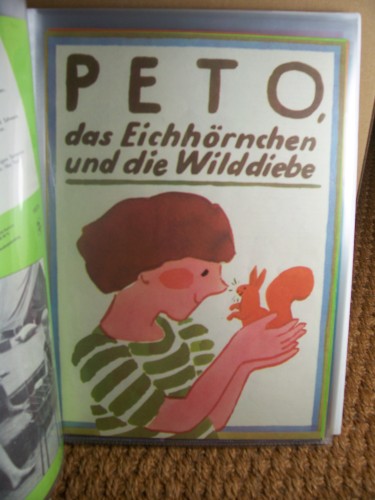 PETO,
das Eichhörnchen
und die Wilddiebe